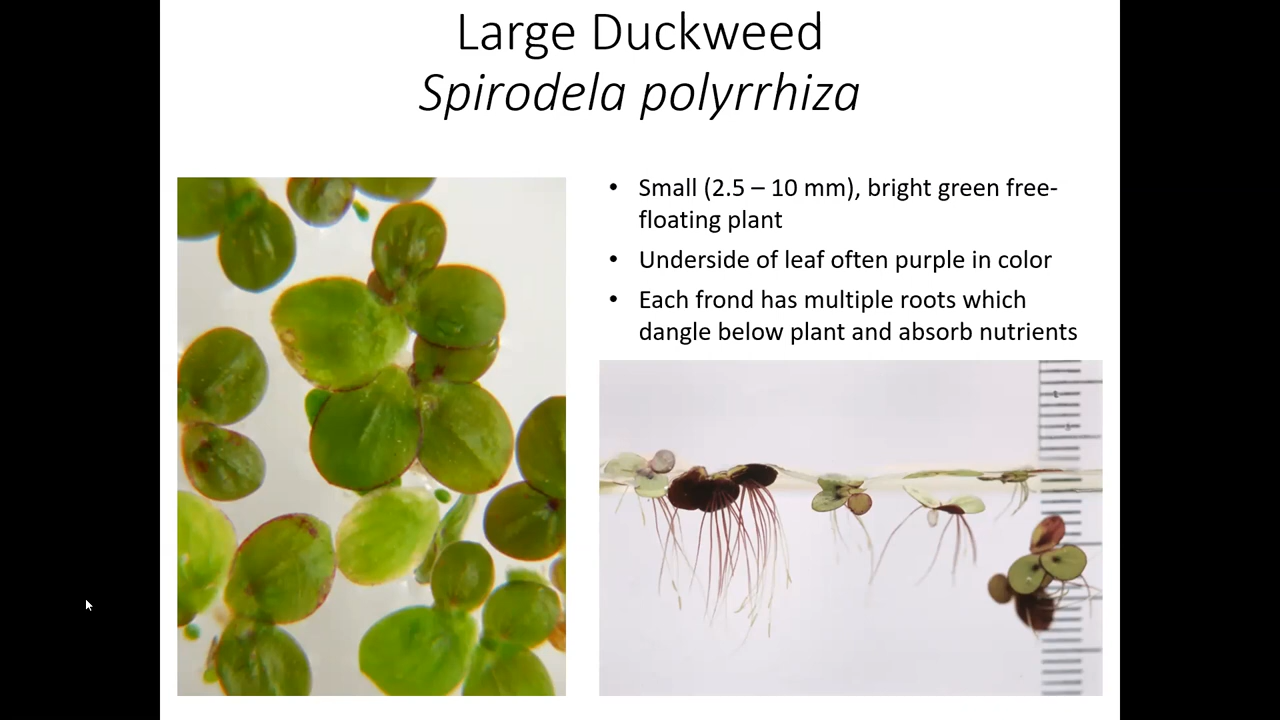 Large Duckweed
Spirodela polyrrhiza
• Small (2.5 – 10 mm), bright green free-
floating plant
• Underside of leaf often purple in color
• Each frond has multiple roots which
dangle below plant and absorb nutrients